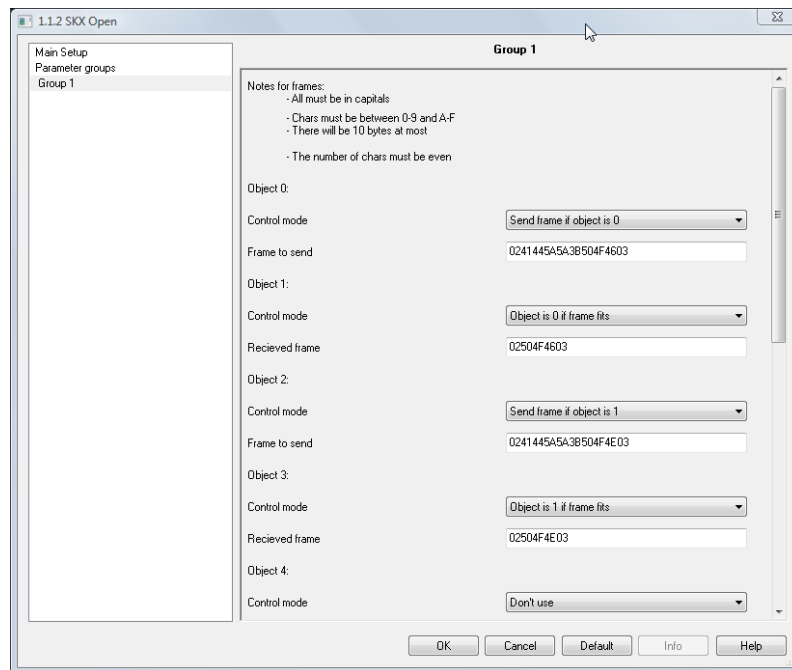 1.1.2 SKX Open
Main Setup
Parameter groups
Group 1
Group 1
Notes for frames:
- All must be in capitals
- Chars must be between 0-9 and A-F
- There will be 10 bytes at most
- The number of chars must be even
Object 0:
Control mode Send frame if object is 0
Frame to send 0241445A5A3B504F4603
Object 1:
Control mode Object is 0 if frame fits
Recieved frame 02504F4603
Object 2:
Control mode Send frame if object is 1
Frame to send 0241445A5A3B504F4E03
Object 3:
Control mode Object is 1 if frame fits
Recieved frame 02504F4E03
Object 4:
Control mode Don't use
OK Cancel Default Info Help